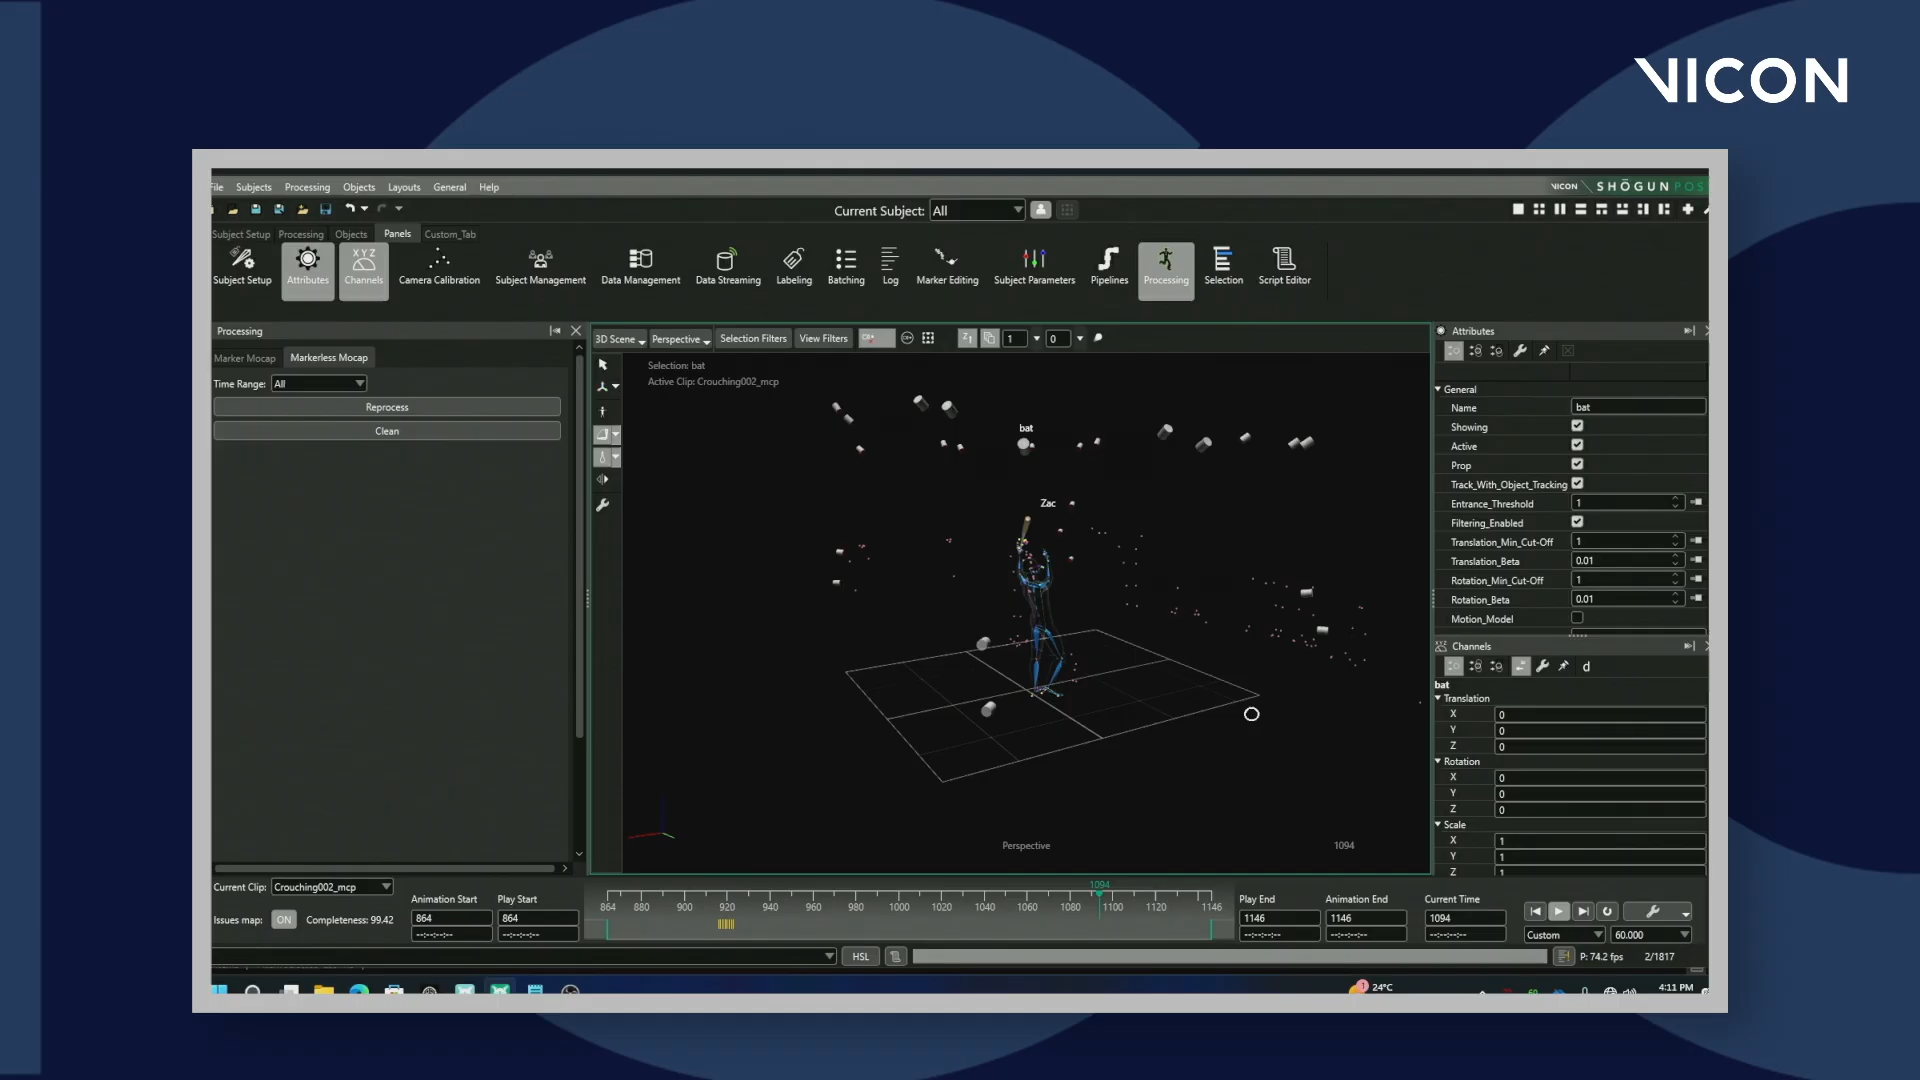 VICON
File Subjects Processing Objects Layouts General Help
VICON SHŌGUN POS
Current Subject: All
Subject Setup Processing Objects Panels Custom_Tab
Subject Setup Attributes XYZ Channels Camera Calibration Subject Management Data Management Data Streaming Labeling Batching Log Marker Editing Subject Parameters Pipelines Processing Selection Script Editor
Processing
Marker Mocap Markerless Mocap
Time Range: All
Reprocess
Clean
3D Scene Perspective Selection Filters View Filters 1 0
Selection: bat
Active Clip: Crouching002_mcp
bat
Zac
Perspective 1094
Attributes
General
Name bat
Showing
Active
Prop
Track_With_Object_Tracking
Entrance_Threshold 1
Filtering_Enabled
Translation_Min_Cut-Off 1
Translation_Beta 0.01
Rotation_Min_Cut-Off 1
Rotation_Beta 0.01
Motion_Model
Channels
d
bat
Translation
X 0
Y 0
Z 0
Rotation
X 0
Y 0
Z 0
Scale
X 1
Y 1
Z 1
Current Clip: Crouching002_mcp
Issues map: ON Completeness: 99.42
Animation Start
864
--:--:--:--
Play Start
864
--:--:--:--
1094
864 880 900 920 940 960 980 1000 1020 1040 1060 1080 1100 1120 1146
Play End
1146
--:--:--:--
Animation End
1146
--:--:--:--
Current Time
1094
--:--:--:--
Custom 60.000
HSL P: 74.2 fps 2/1817
1 24°C 4:11 PM